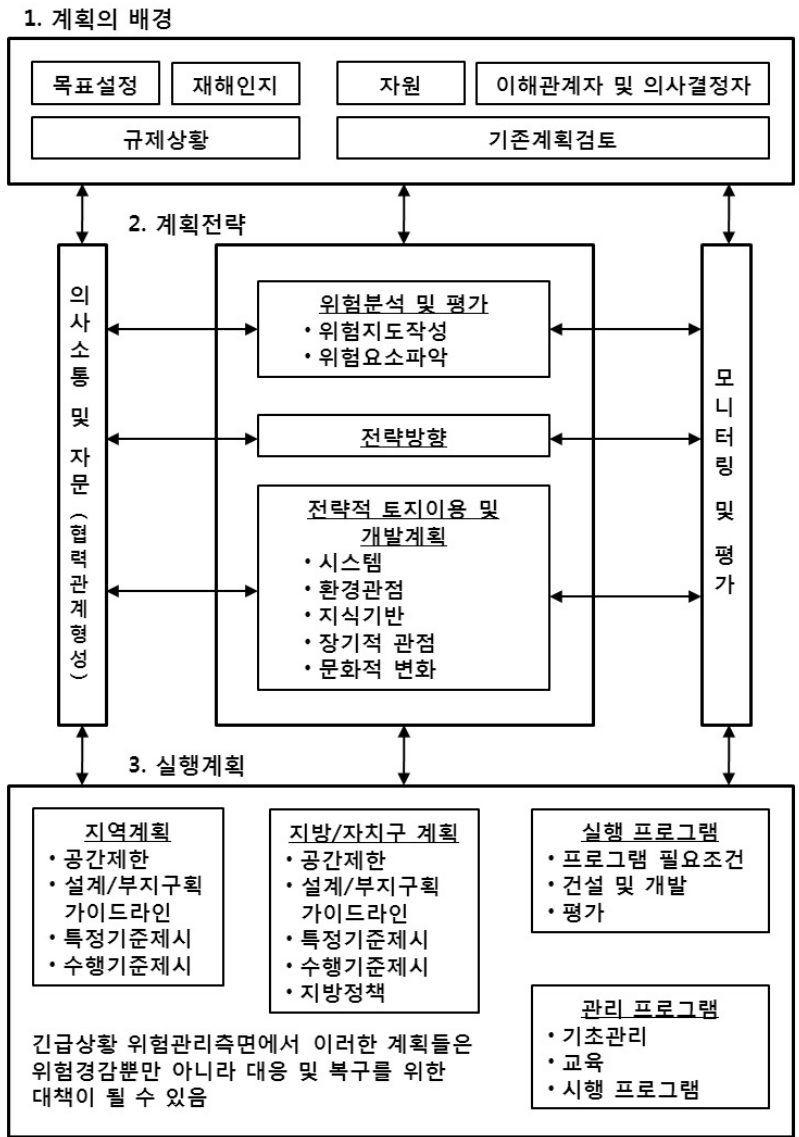 1. 계획의 배경
목표설정
재해인지
자원
이해관계자 및 의사결정자
규제상황
기존계획검토
2. 계획전략
의사소통 및 자문 (협력관계형성)
위험분석 및 평가
• 위험지도작성
• 위험요소파악
전략방향
전략적 토지이용 및
개발계획
• 시스템
• 환경관점
• 지식기반
• 장기적 관점
• 문화적 변화
모니터링 및 평가
3. 실행계획
지역계획
• 공간제한
• 설계/부지구획
가이드라인
• 특정기준제시
• 수행기준제시
지방/자치구 계획
• 공간제한
• 설계/부지구획
가이드라인
• 특정기준제시
• 수행기준제시
• 지방정책
실행 프로그램
• 프로그램 필요조건
• 건설 및 개발
• 평가
관리 프로그램
• 기초관리
• 교육
• 시행 프로그램
긴급상황 위험관리측면에서 이러한 계획들은
위험경감뿐만 아니라 대응 및 복구를 위한
대책이 될 수 있음